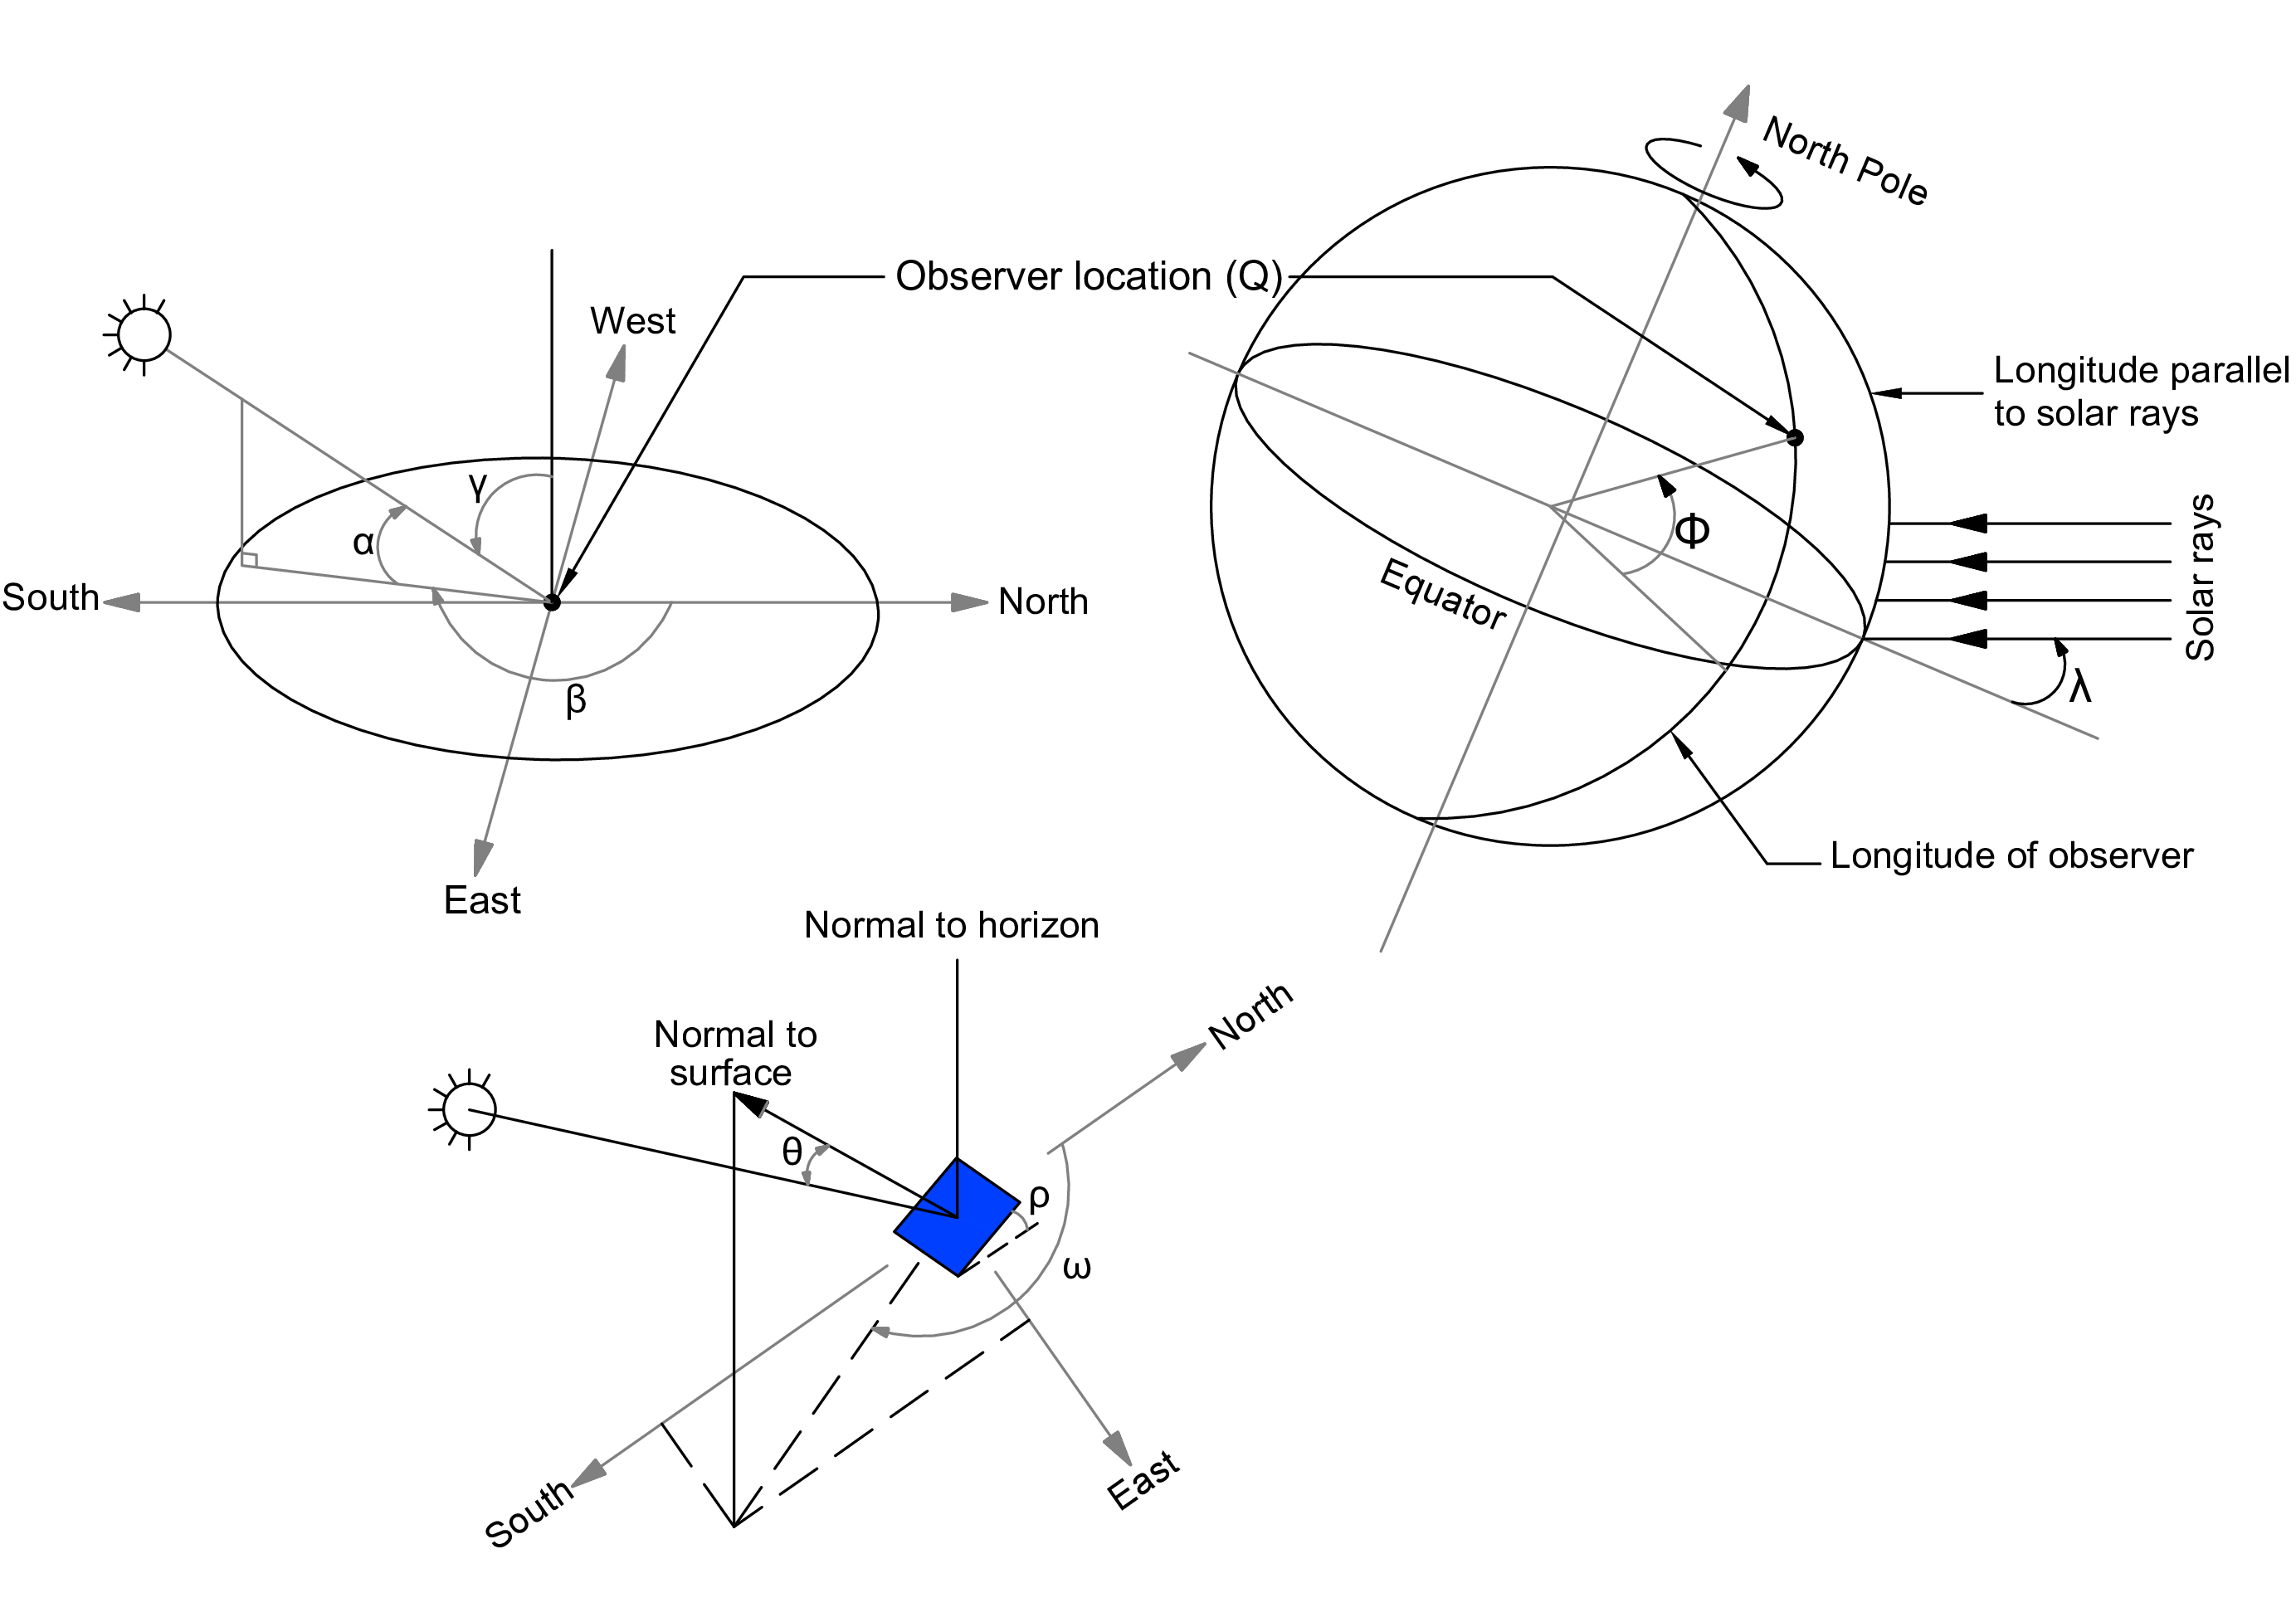 North Pole
Observer location (Q)
West
Longitude parallel
to solar rays
γ
α
Φ
Solar rays
South
North
Equator
β
λ
Longitude of observer
East
Normal to horizon
North
Normal to
surface
θ
ρ
ω
East
South